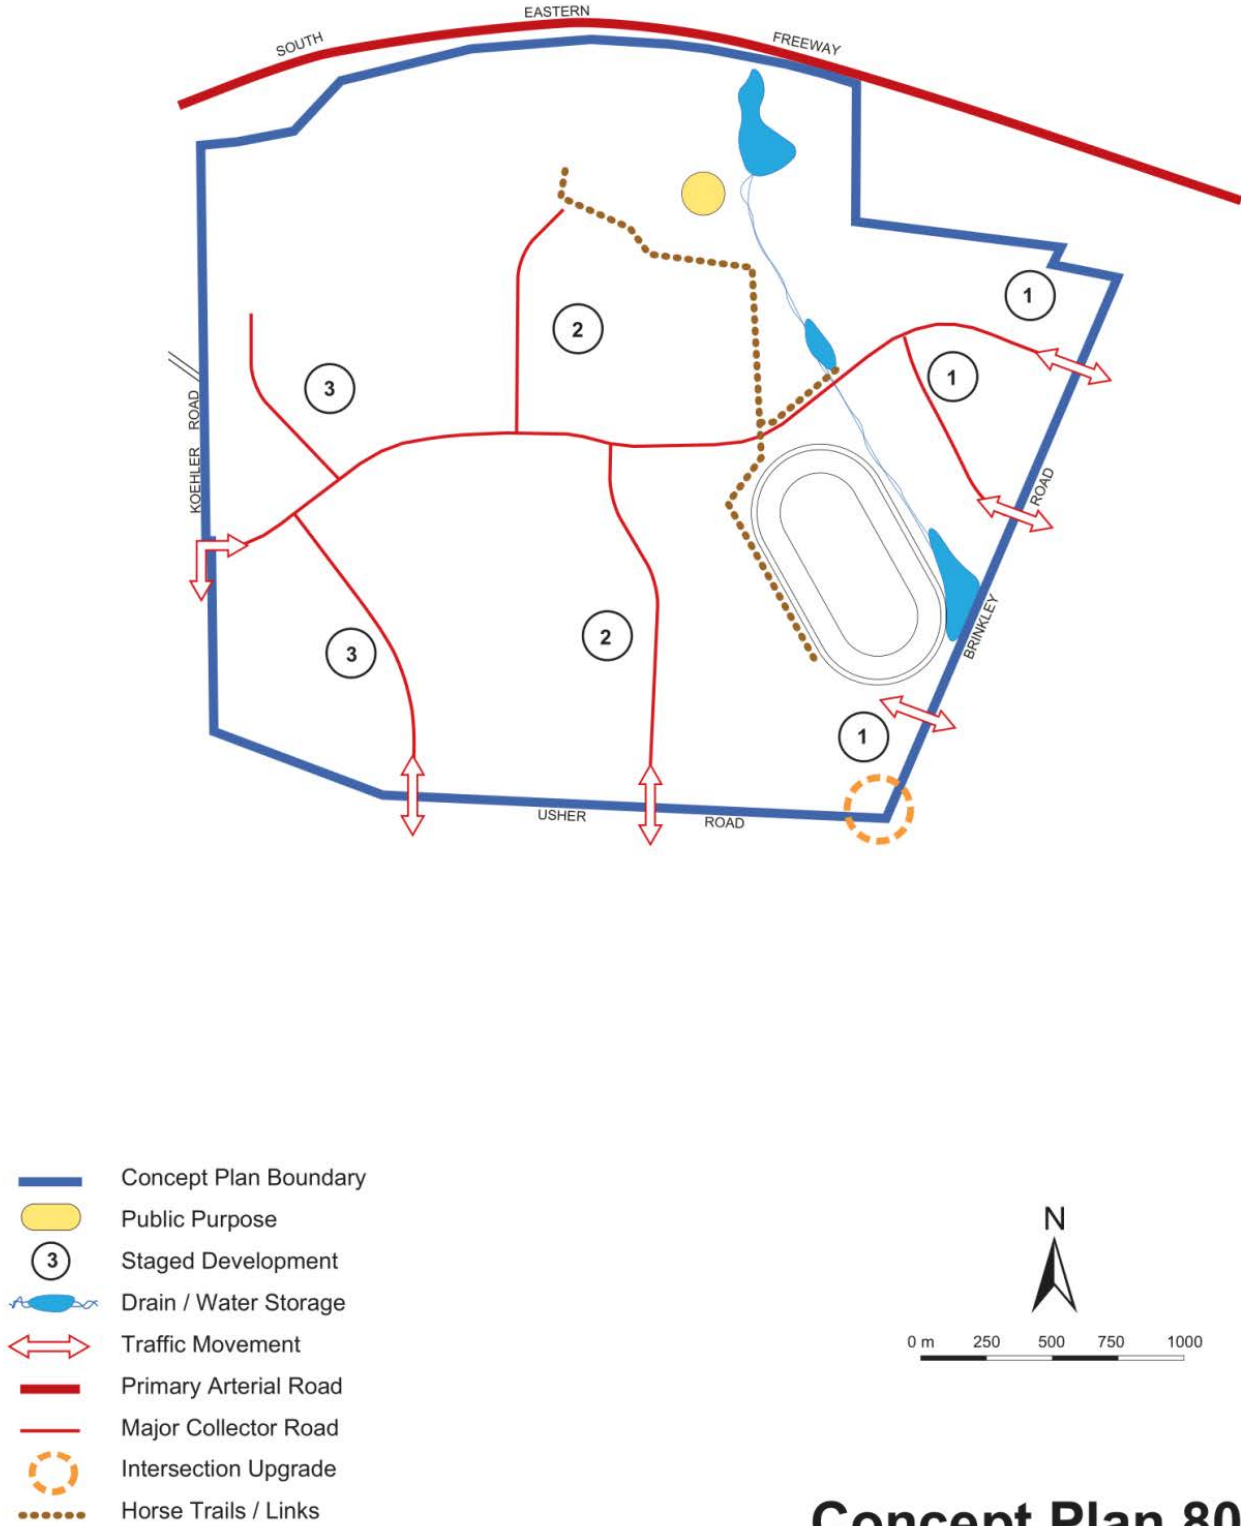 EASTERN
SOUTH
FREEWAY
1
2
1
3
KOEHLER ROAD
ROAD
BRINKLEY
2
3
1
USHER ROAD
Concept Plan Boundary
Public Purpose
3 Staged Development
Drain / Water Storage
Traffic Movement
Primary Arterial Road
Major Collector Road
Intersection Upgrade
Horse Trails / Links
N
0 m 250 500 750 1000
Concept Plan 80